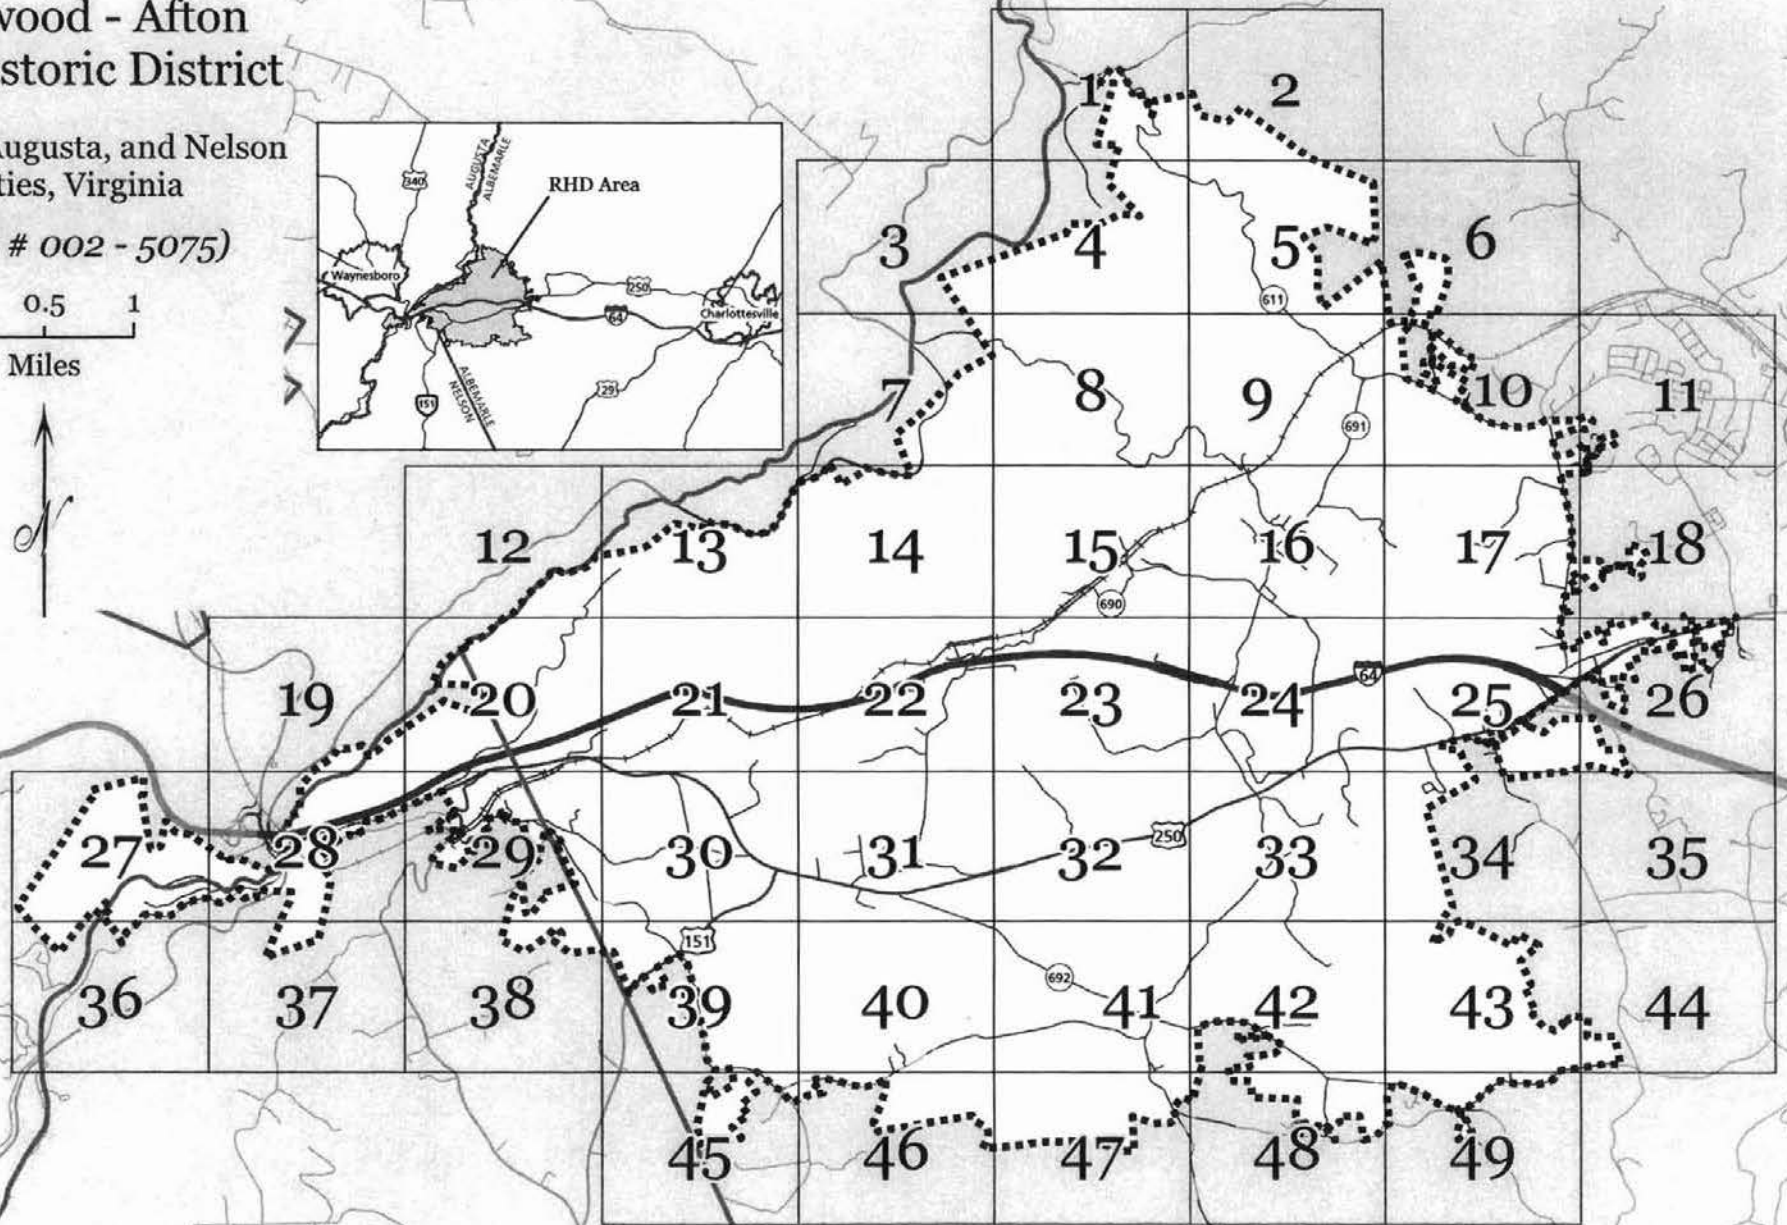 wood - Afton
storic District
Augusta, and Nelson
ties, Virginia
# 002 - 5075)
0.5 1
Miles
N
340
AUGUSTA
ALBEMARLE
RHD Area
Waynesboro
250
64
Charlottesville
29
151
ALBEMARLE
NELSON
1 2
3 4 5 6
611
7 8 9 10 11
691
12 13 14 15 16 17 18
690
19 20 21 22 23 24 25 26
64
27 28 29 30 31 32 33 34 35
250
151
692
36 37 38 39 40 41 42 43 44
45 46 47 48 49